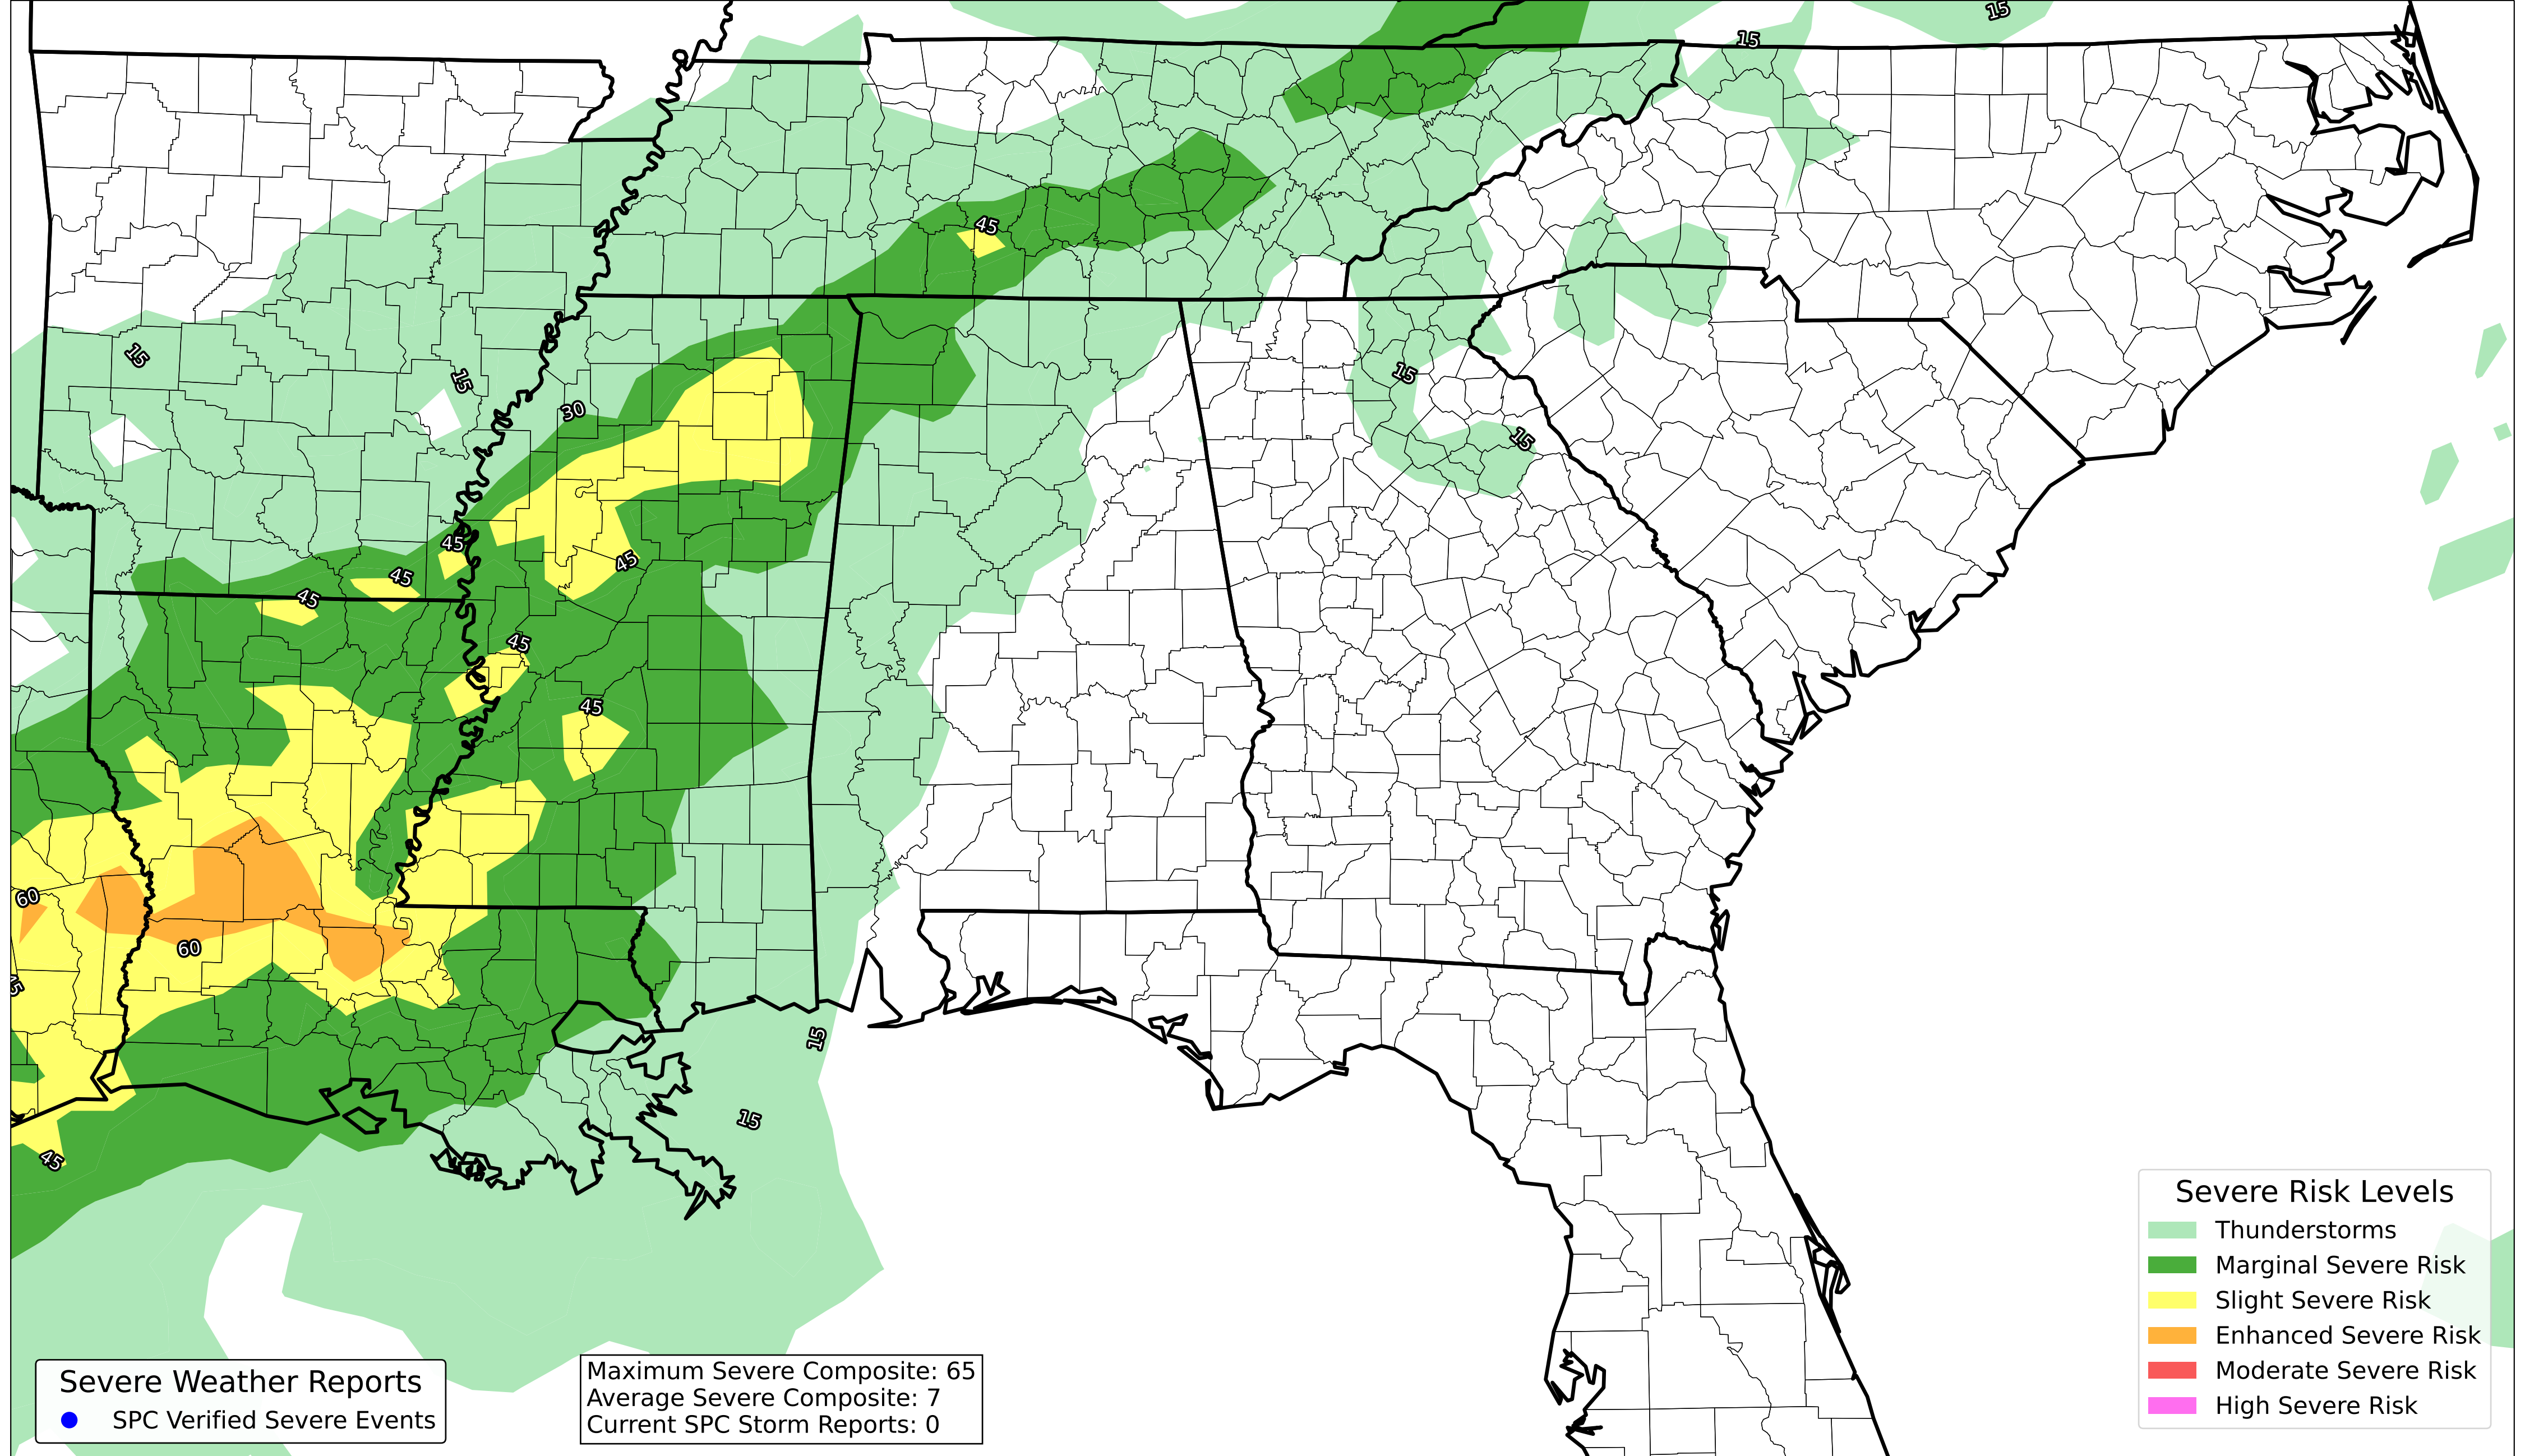 15
15
15
15
30
15
15
45
45
45
45
45
45
45
60
60
45
15
15
45
Severe Risk Levels
Thunderstorms
Marginal Severe Risk
Slight Severe Risk
Enhanced Severe Risk
Moderate Severe Risk
High Severe Risk
Severe Weather Reports
SPC Verified Severe Events
Maximum Severe Composite: 65
Average Severe Composite: 7
Current SPC Storm Reports: 0